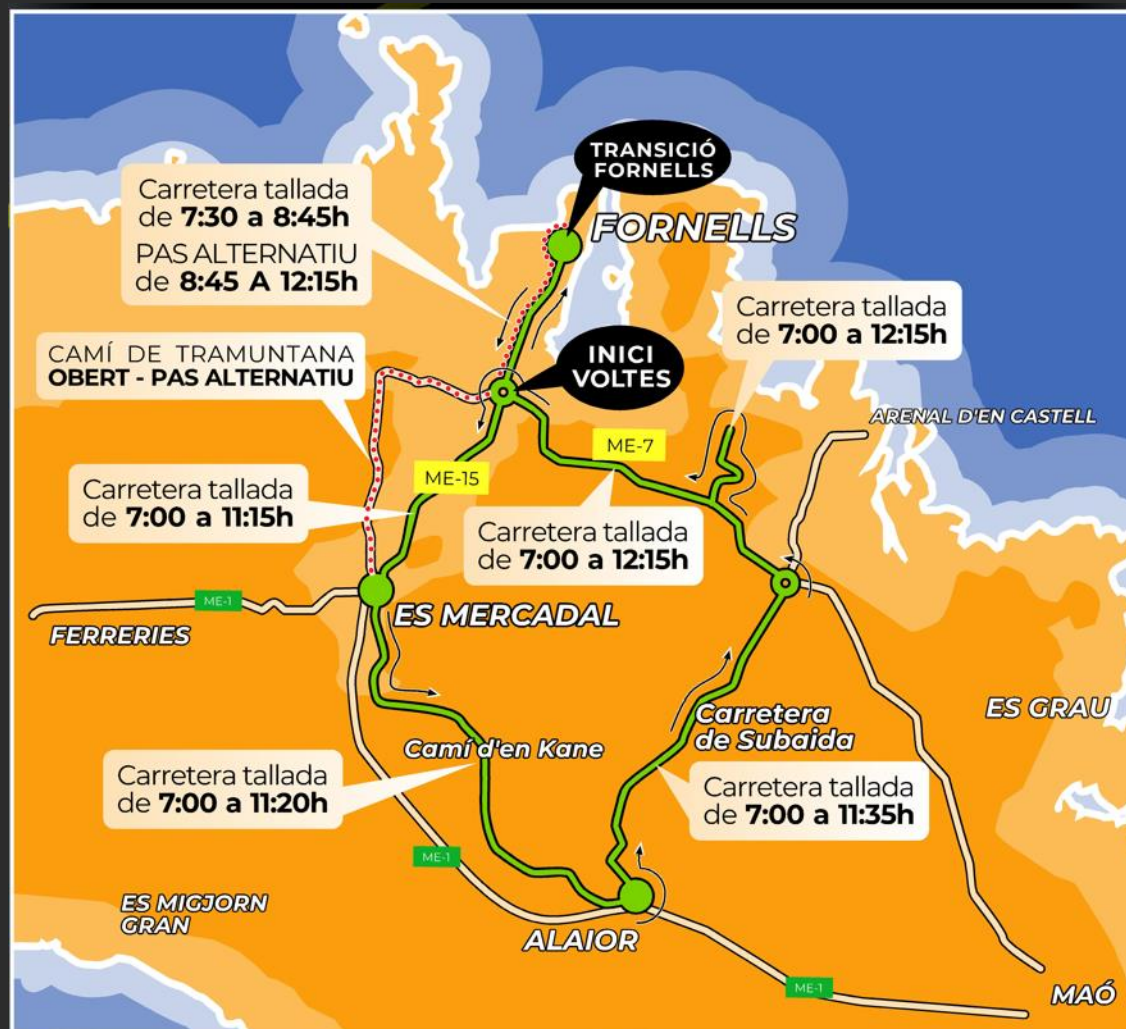 TRANSICIÓ
FORNELLS
Carretera tallada
de 7:30 a 8:45h
PAS ALTERNATIU
de 8:45 A 12:15h
FORNELLS
Carretera tallada
de 7:00 a 12:15h
CAMÍ DE TRAMUNTANA
OBERT - PAS ALTERNATIU
INICI
VOLTES
ARENAL D'EN CASTELL
ME-7
ME-15
Carretera tallada
de 7:00 a 11:15h
Carretera tallada
de 7:00 a 12:15h
ME-1
FERRERIES
ES MERCADAL
ES GRAU
Carretera
de Subaida
Camí d'en Kane
Carretera tallada
de 7:00 a 11:20h
Carretera tallada
de 7:00 a 11:35h
ME-1
ES MIGJORN
GRAN
ALAIOR
ME-1
MAÓ